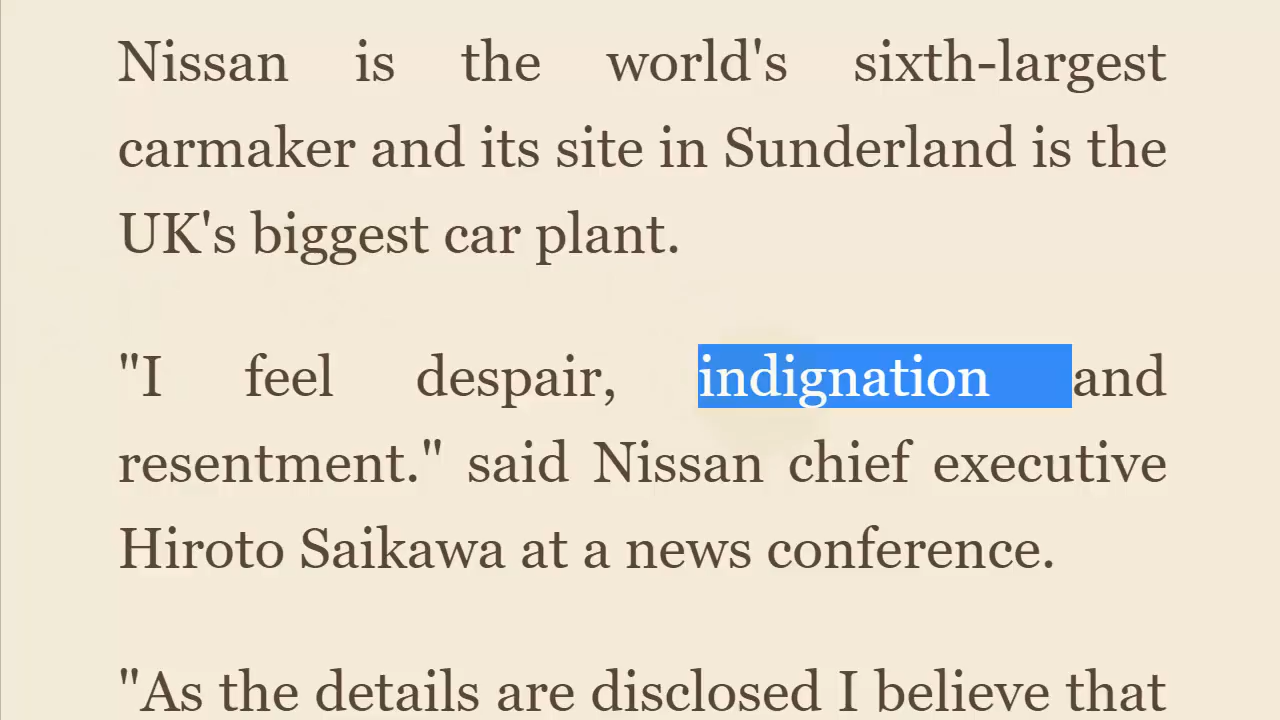 Nissan is the world's sixth-largest
carmaker and its site in Sunderland is the
UK's biggest car plant.
"I feel despair, indignation and
resentment." said Nissan chief executive
Hiroto Saikawa at a news conference.
"As the details are disclosed I believe that